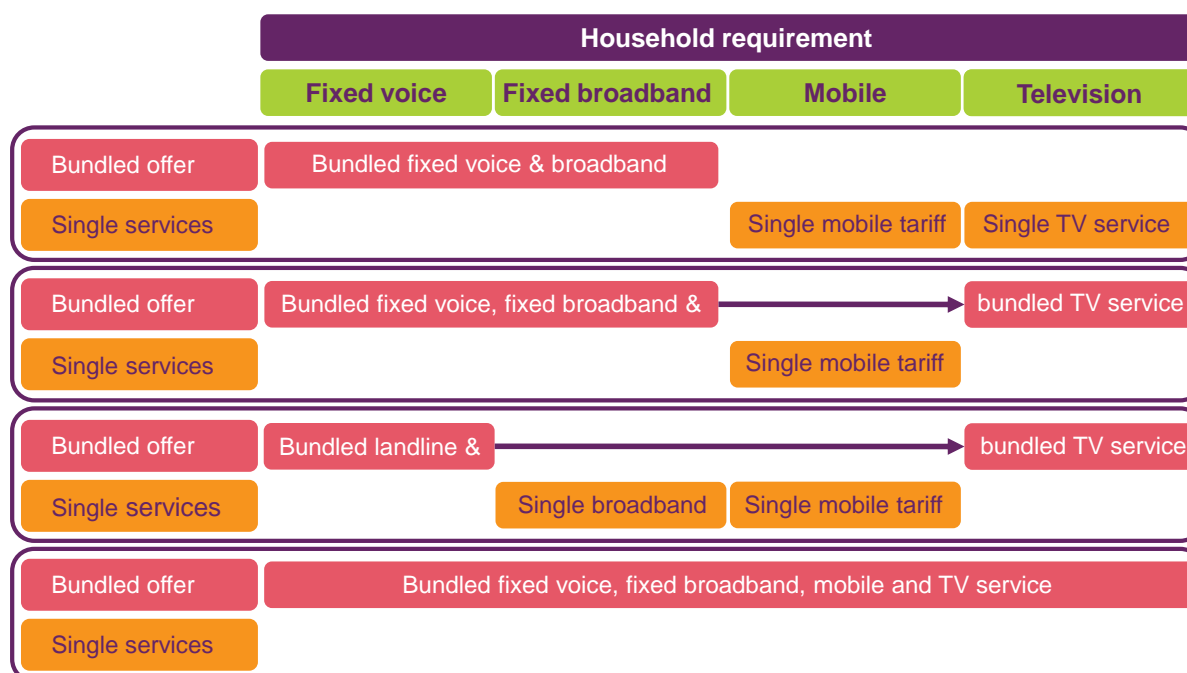 Household requirement
Fixed voice Fixed broadband Mobile Television
Bundled offer Bundled fixed voice & broadband
Single services Single mobile tariff Single TV service
Bundled offer Bundled fixed voice, fixed broadband & bundled TV service
Single services Single mobile tariff
Bundled offer Bundled landline & bundled TV service
Single services Single broadband Single mobile tariff
Bundled offer Bundled fixed voice, fixed broadband, mobile and TV service
Single services